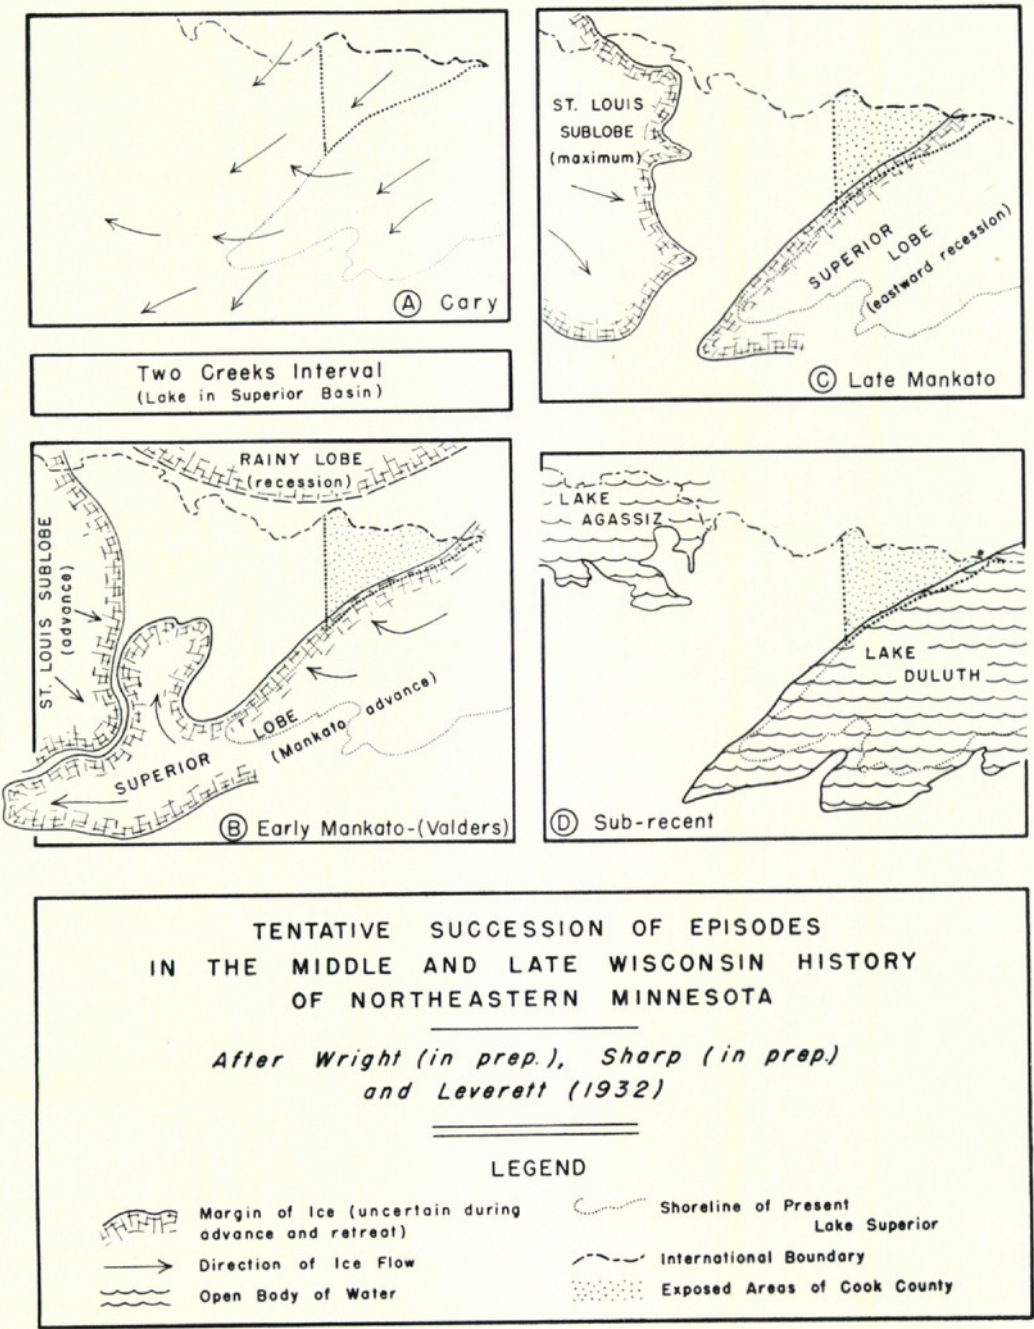 Ⓐ Cary
Two Creeks Interval
(Lake in Superior Basin)
RAINY LOBE
(recession)
ST. LOUIS SUBLOBE
(advance)
SUPERIOR LOBE
(Mankato advance)
Ⓑ Early Mankato-(Valders)
ST. LOUIS
SUBLOBE
(maximum)
SUPERIOR
LOBE
(eastward recession)
Ⓒ Late Mankato
LAKE
AGASSIZ
LAKE
DULUTH
Ⓓ Sub-recent
TENTATIVE SUCCESSION OF EPISODES
IN THE MIDDLE AND LATE WISCONSIN HISTORY
OF NORTHEASTERN MINNESOTA
After Wright (in prep.), Sharp (in prep.)
and Leverett (1932)
LEGEND
Margin of Ice (uncertain during
advance and retreat)
Direction of Ice Flow
Open Body of Water
Shoreline of Present
Lake Superior
International Boundary
Exposed Areas of Cook County